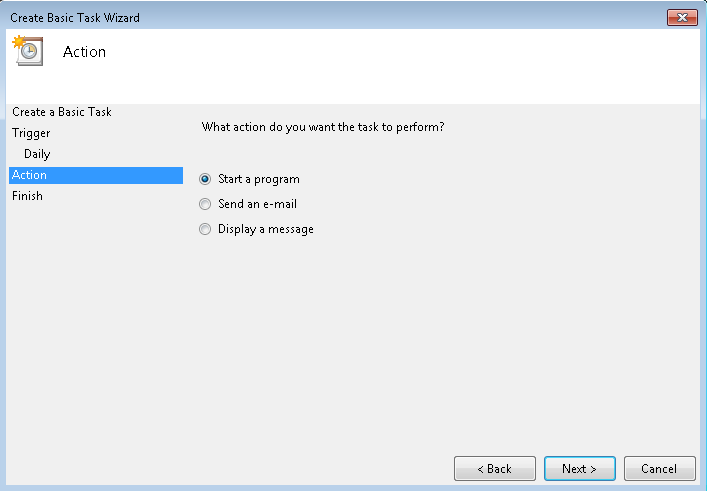 Create Basic Task Wizard
Action
Create a Basic Task
Trigger
Daily
Action
Finish
What action do you want the task to perform?
Start a program
Send an e-mail
Display a message
< Back
Next >
Cancel